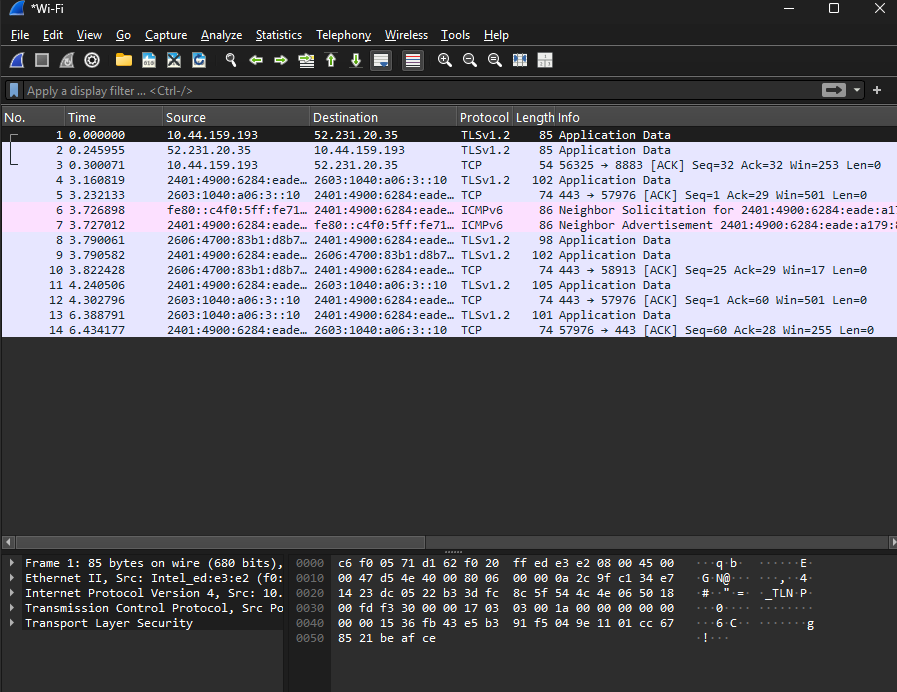 *Wi-Fi
File Edit View Go Capture Analyze Statistics Telephony Wireless Tools Help
Apply a display filter ... <Ctrl-/>
No. Time Source Destination Protocol Length Info
1 0.000000 10.44.159.193 52.231.20.35 TLSv1.2 85 Application Data
2 0.245955 52.231.20.35 10.44.159.193 TLSv1.2 85 Application Data
3 0.300071 10.44.159.193 52.231.20.35 TCP 54 56325 → 8883 [ACK] Seq=32 Ack=32 Win=253 Len=0
4 3.160819 2401:4900:6284:eade… 2603:1040:a06:3::10 TLSv1.2 102 Application Data
5 3.232133 2603:1040:a06:3::10 2401:4900:6284:eade… TCP 74 443 → 57976 [ACK] Seq=1 Ack=29 Win=501 Len=0
6 3.726898 fe80::c4f0:5ff:fe71… 2401:4900:6284:eade… ICMPv6 86 Neighbor Solicitation for 2401:4900:6284:eade:a1
7 3.727012 2401:4900:6284:eade… fe80::c4f0:5ff:fe71… ICMPv6 86 Neighbor Advertisement 2401:4900:6284:eade:a179:
8 3.790061 2606:4700:83b1:d8b7… 2401:4900:6284:eade… TLSv1.2 98 Application Data
9 3.790582 2401:4900:6284:eade… 2606:4700:83b1:d8b7… TLSv1.2 102 Application Data
10 3.822428 2606:4700:83b1:d8b7… 2401:4900:6284:eade… TCP 74 443 → 58913 [ACK] Seq=25 Ack=29 Win=17 Len=0
11 4.240506 2401:4900:6284:eade… 2603:1040:a06:3::10 TLSv1.2 105 Application Data
12 4.302796 2603:1040:a06:3::10 2401:4900:6284:eade… TCP 74 443 → 57976 [ACK] Seq=1 Ack=60 Win=501 Len=0
13 6.388791 2603:1040:a06:3::10 2401:4900:6284:eade… TLSv1.2 101 Application Data
14 6.434177 2401:4900:6284:eade… 2603:1040:a06:3::10 TCP 74 57976 → 443 [ACK] Seq=60 Ack=28 Win=255 Len=0
Frame 1: 85 bytes on wire (680 bits),
Ethernet II, Src: Intel_ed:e3:e2 (f0:
Internet Protocol Version 4, Src: 10.
Transmission Control Protocol, Src Po
Transport Layer Security
0000 c6 f0 05 71 d1 62 f0 20 ff ed e3 e2 08 00 45 00 ···q·b·  ······E·
0010 00 47 d5 4e 40 00 80 06 00 00 0a 2c 9f c1 34 e7 ·G·N@··· ···,··4·
0020 14 23 dc 05 22 b3 3d fc 8c 5f 54 4c 4e 06 50 18 ·#··"·=· ·_TLN·P·
0030 00 fd f3 30 00 00 17 03 03 00 1a 00 00 00 00 00 ···0···· ········
0040 00 00 15 36 fb 43 e5 b3 91 f5 04 9e 11 01 cc 67 ···6·C·· ·······g
0050 85 21 be af ce ·!···